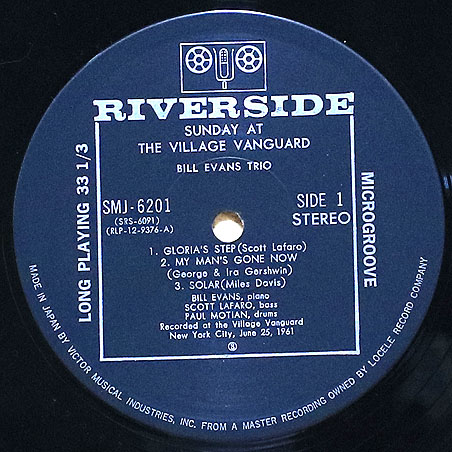 RIVERSIDE
SUNDAY AT
THE VILLAGE VANGUARD
BILL EVANS TRIO
SMJ-6201
(SRS-6091)
(RLP-12-9376-A)
SIDE 1
STEREO
1. GLORIA'S STEP (Scott Lafaro)
2. MY MAN'S GONE NOW
(George & Ira Gershwin)
3. SOLAR (Miles Davis)
BILL EVANS, piano
SCOTT LAFARO, bass
PAUL MOTIAN, drums
Recorded at the Village Vanguard
New York City, June 25, 1961
LONG PLAYING 33 1/3
MICROGROOVE
MADE IN JAPAN BY VICTOR MUSICAL INDUSTRIES, INC. FROM A MASTER RECORDING OWNED BY LOCELE RECORD COMPANY